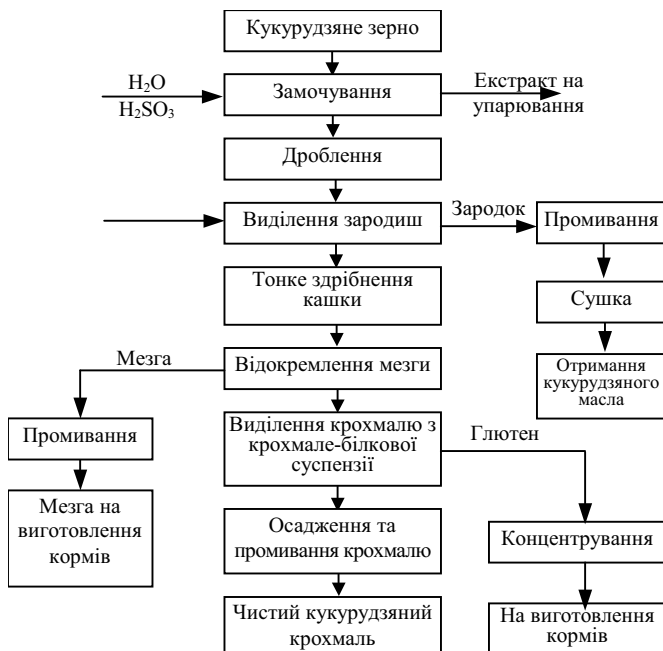 Кукурудзяне зерно
H₂O
H₂SO₃
Замочування
Екстракт на
упарювання
Дроблення
Виділення зародиш
Зародок
Промивання
Тонке здрібнення
кашки
Сушка
Мезга
Відокремлення мезги
Отримання
кукурудзяного
масла
Промивання
Виділення крохмалю з
крохмале-білкової
суспензії
Глютен
Мезга на
виготовлення
кормів
Осадження та
промивання крохмалю
Концентрування
Чистий кукурудзяний
крохмаль
На виготовлення
кормів